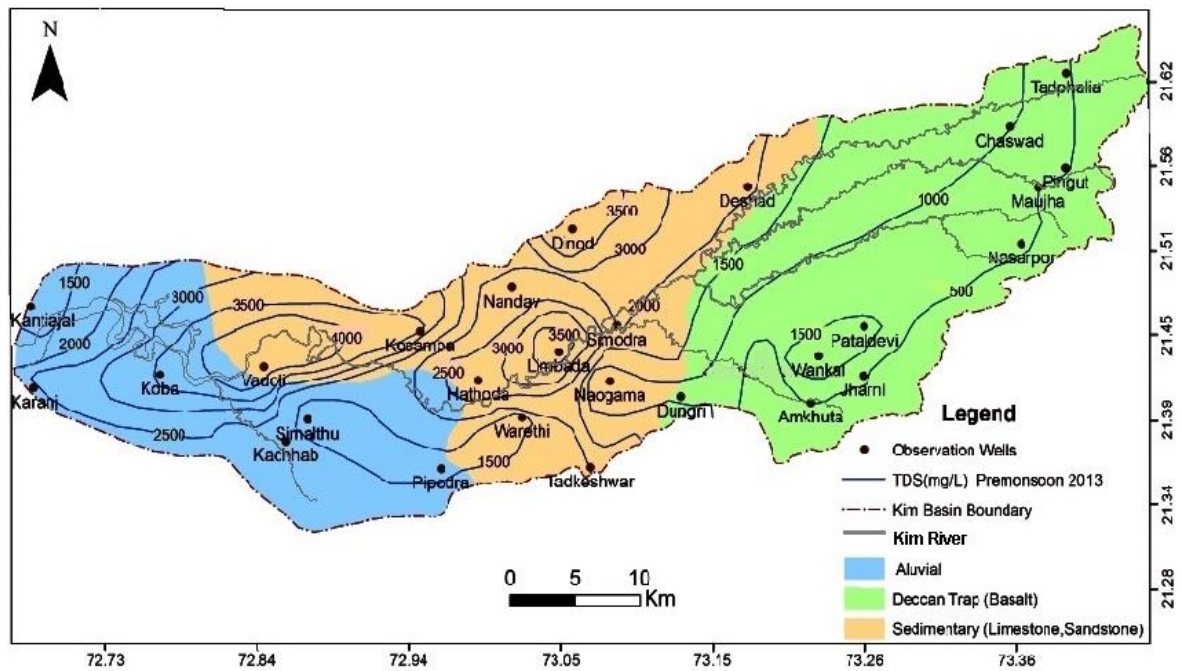 N
Tadphalia
Chaswad
Pingut
Maujha
Deshad
3500
Dinod
3000
1000
Nasarpor
1500
1500
3000
Nandav
500
3500
2000
Kantiajal
Simodra
1500
4000
Kosamba
3500
Pataldevi
2000
3000
Limbada
Wankal
2500
Vadoli
Koba
Hathoda
Naogama
Jharni
Karanj
Dungri
Amkhuta
2500
Simalthu
Warethi
Kachhab
1500
Pipodra
Tadkeshwar
Legend
Observation Wells
TDS(mg/L) Premonsoon 2013
Kim Basin Boundary
Kim River
Aluvial
Deccan Trap (Basalt)
Sedimentary (Limestone,Sandstone)
0 5 10
Km
21.62
21.56
21.51
21.45
21.39
21.34
21.28
72.73 72.84 72.94 73.05 73.15 73.26 73.36